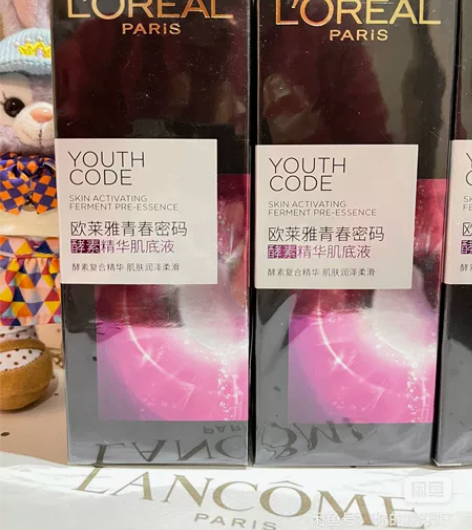 L'ORÉAL
PARIS
YOUTH
CODE
SKIN ACTIVATING
FERMENT PRE-ESSENCE
欧莱雅青春密码
酵素精华肌底液
酵素复合精华 肌肤润泽柔滑
L'ORÉAL
PARIS
YOUTH
CODE
SKIN ACTIVATING
FERMENT PRE-ESSENCE
欧莱雅青春密码
酵素精华肌底液
酵素复合精华 肌肤润泽柔滑
LANCÔME
PARIS
闲鱼